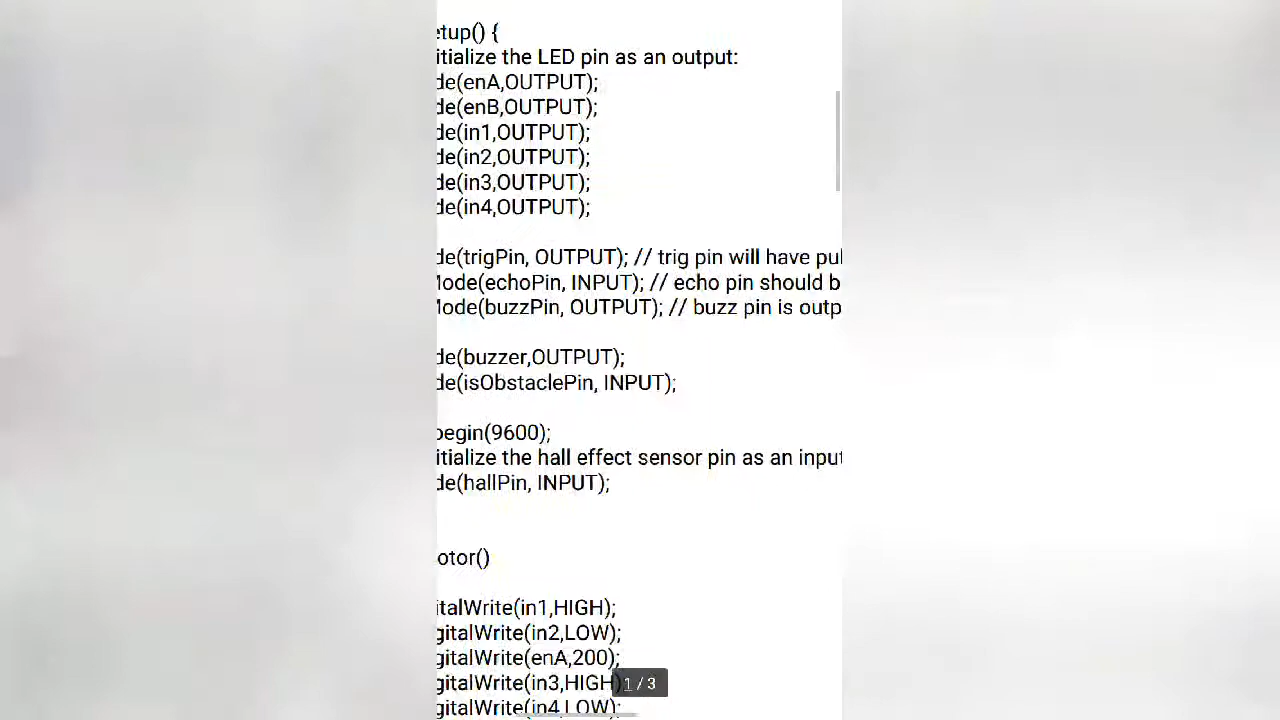 etup() {
itialize the LED pin as an output:
de(enA,OUTPUT);
de(enB,OUTPUT);
de(in1,OUTPUT);
de(in2,OUTPUT);
de(in3,OUTPUT);
de(in4,OUTPUT);
de(trigPin, OUTPUT); // trig pin will have pul
Mode(echoPin, INPUT); // echo pin should b
Mode(buzzPin, OUTPUT); // buzz pin is outp
de(buzzer,OUTPUT);
de(isObstaclePin, INPUT);
begin(9600);
itialize the hall effect sensor pin as an input
de(hallPin, INPUT);
otor()
italWrite(in1,HIGH);
gitalWrite(in2,LOW);
gitalWrite(enA,200);
gitalWrite(in3,HIGH)
gitalWrite(in4,LOW);
1 / 3